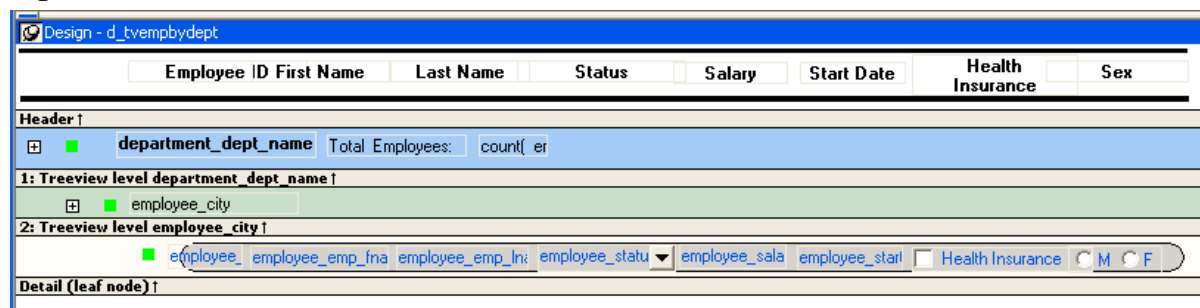 Design - d_tvempbydept
Employee ID First Name Last Name Status Salary Start Date Health Insurance Sex
Header ↑
department_dept_name Total Employees: count( er
1: Treeview level department_dept_name ↑
employee_city
2: Treeview level employee_city ↑
employee_ employee_emp_fna employee_emp_lna employee_statu employee_sala employee_start Health Insurance M F
Detail (leaf node) ↑